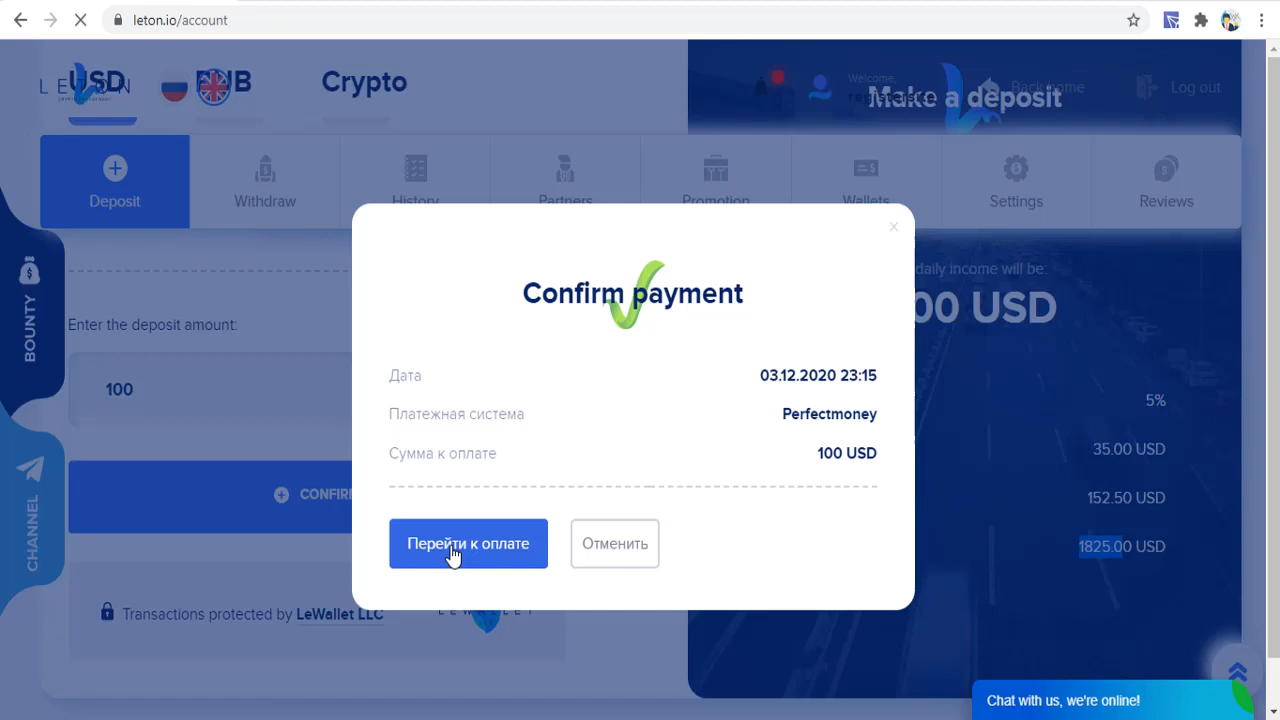 leton.io/account
LETON
USD RUB Crypto
Welcome,
Make a deposit
Back home
Log out
Deposit
Withdraw
History
Partners
Promotion
Wallets
Settings
Reviews
BOUNTY
CHANNEL
Enter the deposit amount:
100
daily income will be:
00 USD
5%
35.00 USD
152.50 USD
1825.00 USD
Confirm payment
Дата 03.12.2020 23:15
Платежная система Perfectmoney
Сумма к оплате 100 USD
Перейти к оплате
Отменить
Transactions protected by LeWallet LLC
Chat with us, we're online!